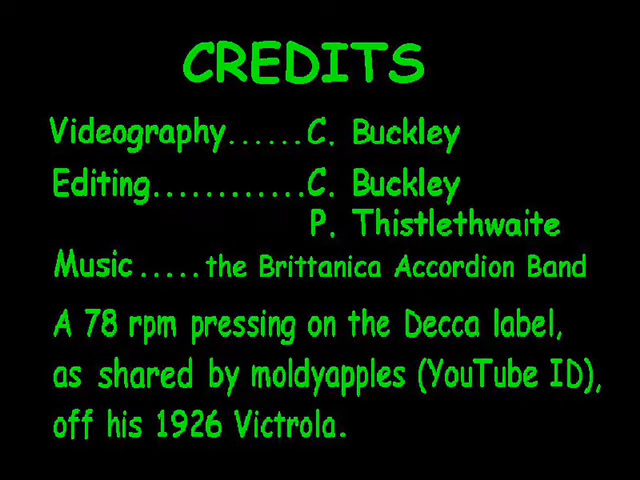 CREDITS
Videography......C. Buckley
Editing............C. Buckley
P. Thistlethwaite
Music.....the Brittanica Accordion Band
A 78 rpm pressing on the Decca label,
as shared by moldyapples (YouTube ID),
off his 1926 Victrola.